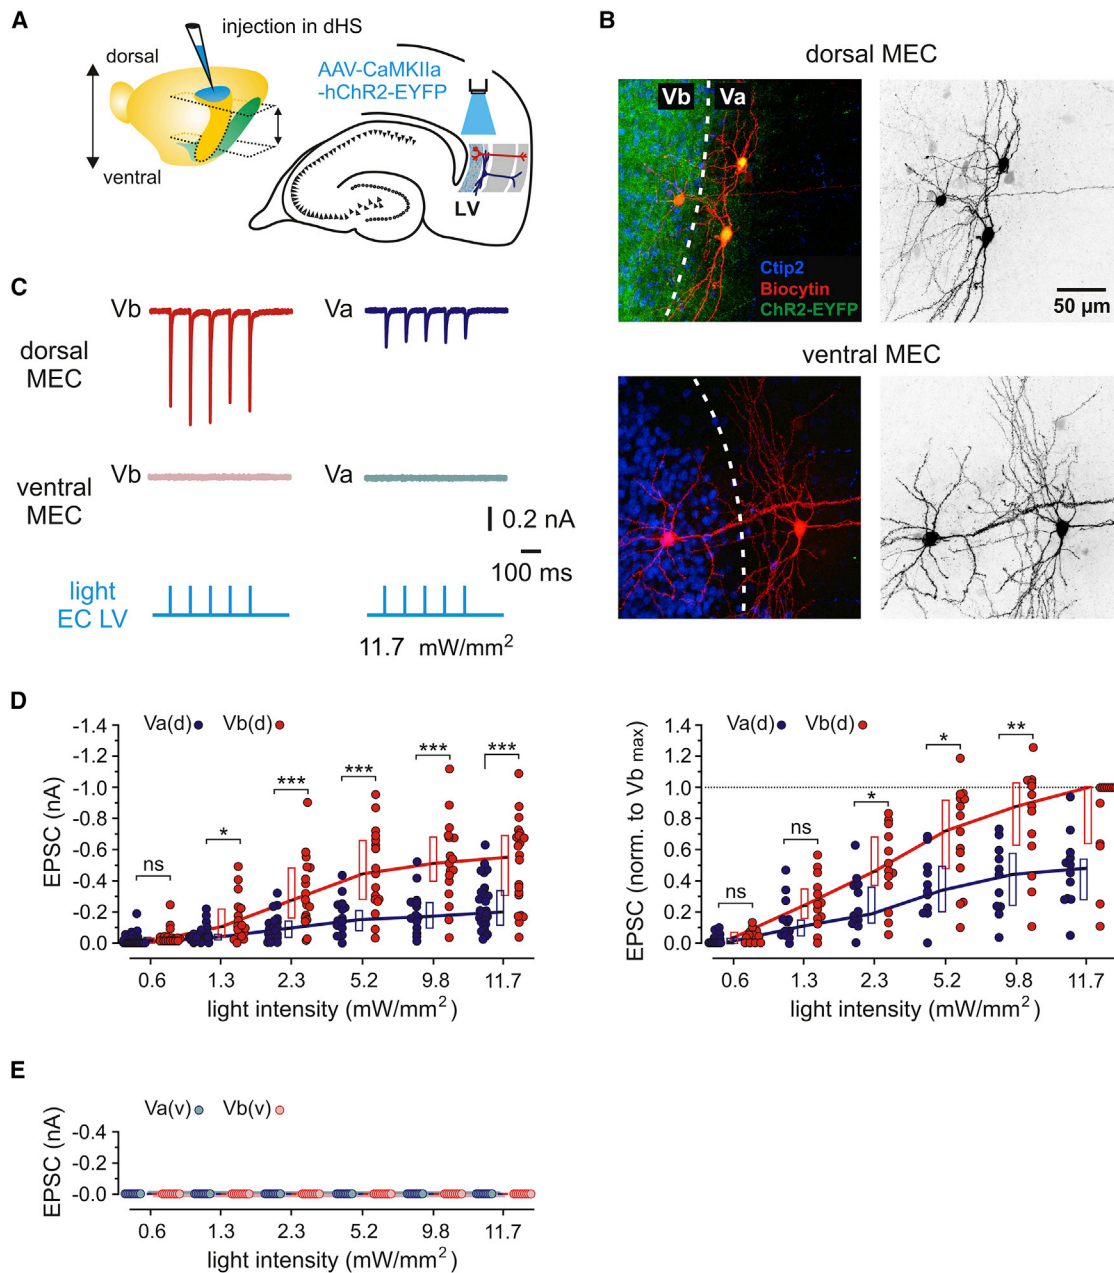 A
injection in dHS
dorsal
AAV-CaMKIIa
-hChR2-EYFP
ventral
LV
B
dorsal MEC
Vb
Va
Ctip2
Biocytin
ChR2-EYFP
50 µm
ventral MEC
C
Vb
Va
dorsal
MEC
Vb
Va
ventral
MEC
0.2 nA
100 ms
light
EC LV
11.7 mW/mm²
D
Va(d)
Vb(d)
EPSC (nA)
-1.4
-1.2
-1.0
-0.8
-0.6
-0.4
-0.2
0.0
ns
*
***
***
***
***
0.6
1.3
2.3
5.2
9.8
11.7
light intensity (mW/mm²)
Va(d)
Vb(d)
EPSC (norm. to Vb max)
1.4
1.2
1.0
0.8
0.6
0.4
0.2
0.0
ns
ns
*
*
**
0.6
1.3
2.3
5.2
9.8
11.7
light intensity (mW/mm²)
E
Va(v)
Vb(v)
EPSC (nA)
-0.4
-0.2
-0.0
0.6
1.3
2.3
5.2
9.8
11.7
light intensity (mW/mm²)